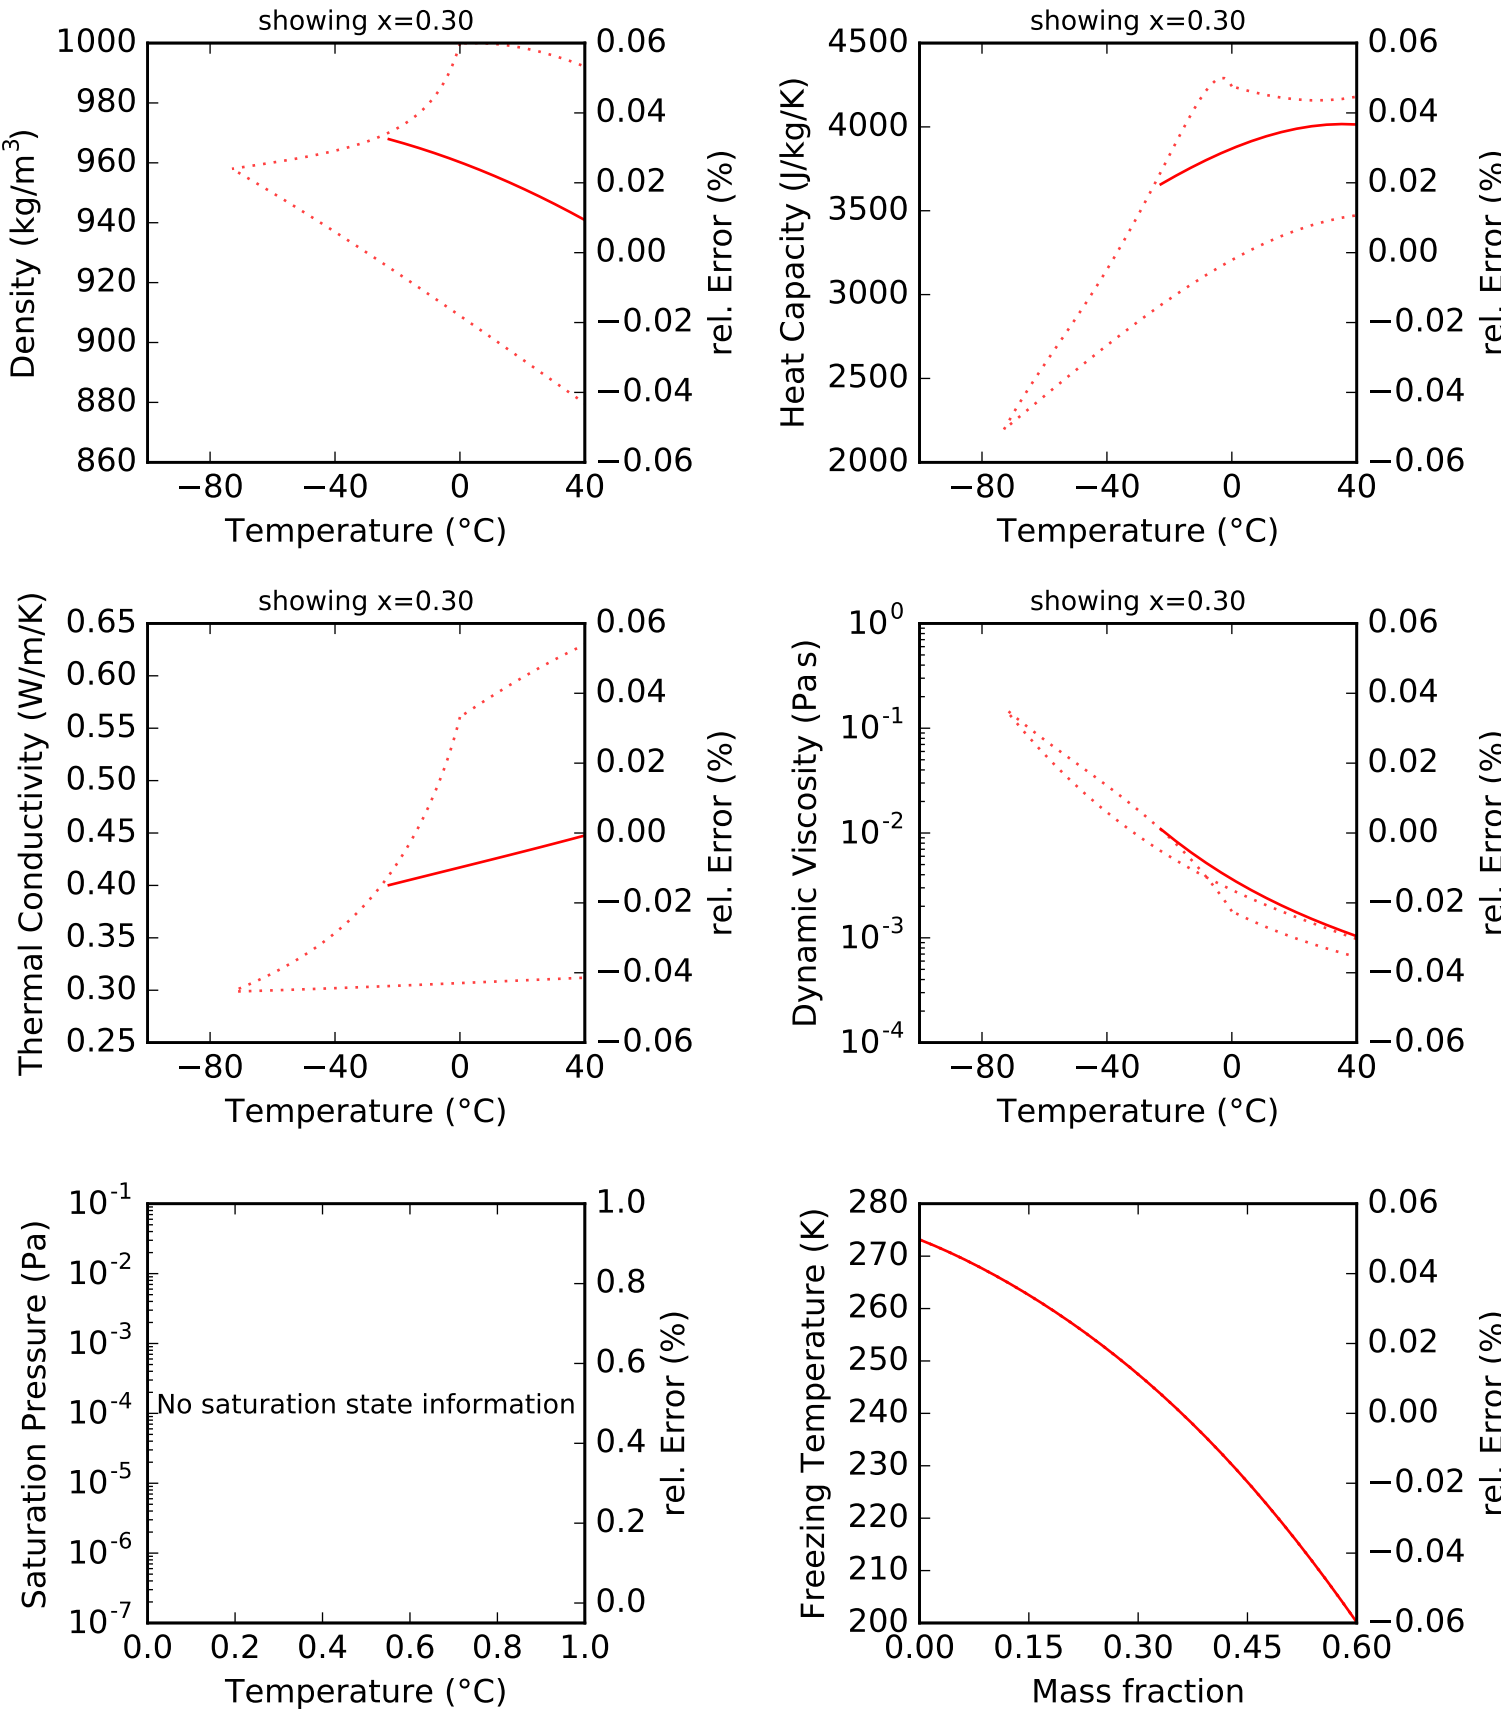 showing x=0.30
1000
980
960
940
920
900
880
860
Density (kg/m³)
−80 −40 0 40
Temperature (°C)
0.06
0.04
0.02
0.00
−0.02
−0.04
−0.06
rel. Error (%)
showing x=0.30
4500
4000
3500
3000
2500
2000
Heat Capacity (J/kg/K)
−80 −40 0 40
Temperature (°C)
0.06
0.04
0.02
0.00
−0.02
−0.04
−0.06
rel. Error (%)
showing x=0.30
0.65
0.60
0.55
0.50
0.45
0.40
0.35
0.30
0.25
Thermal Conductivity (W/m/K)
−80 −40 0 40
Temperature (°C)
0.06
0.04
0.02
0.00
−0.02
−0.04
−0.06
rel. Error (%)
showing x=0.30
10⁰
10⁻¹
10⁻²
10⁻³
10⁻⁴
Dynamic Viscosity (Pa s)
−80 −40 0 40
Temperature (°C)
0.06
0.04
0.02
0.00
−0.02
−0.04
−0.06
rel. Error (%)
10⁻¹
10⁻²
10⁻³
10⁻⁴
10⁻⁵
10⁻⁶
10⁻⁷
Saturation Pressure (Pa)
No saturation state information
0.0 0.2 0.4 0.6 0.8 1.0
Temperature (°C)
1.0
0.8
0.6
0.4
0.2
0.0
rel. Error (%)
280
270
260
250
240
230
220
210
200
Freezing Temperature (K)
0.00 0.15 0.30 0.45 0.60
Mass fraction
0.06
0.04
0.02
0.00
−0.02
−0.04
−0.06
rel. Error (%)